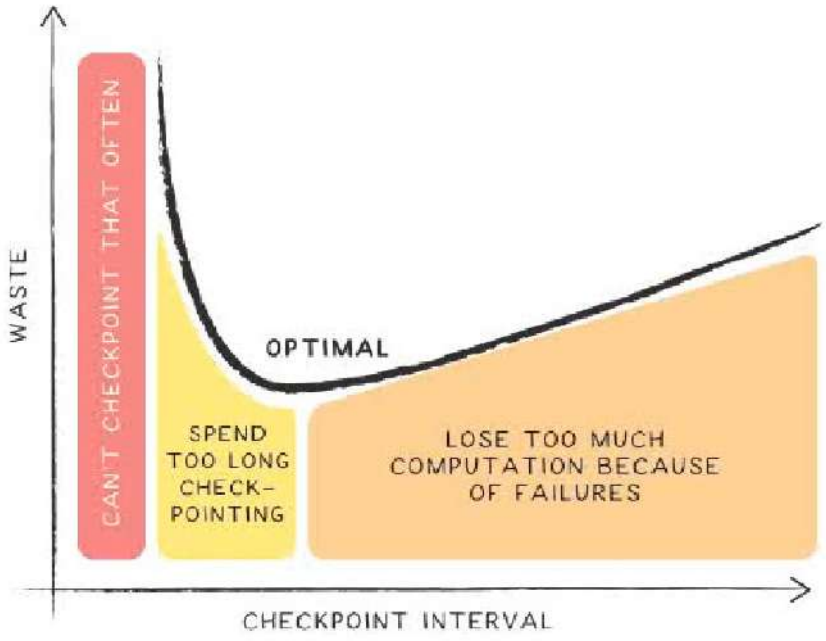 WASTE
CAN'T CHECKPOINT THAT OFTEN
OPTIMAL
SPEND
TOO LONG
CHECK-
POINTING
LOSE TOO MUCH
COMPUTATION BECAUSE
OF FAILURES
CHECKPOINT INTERVAL